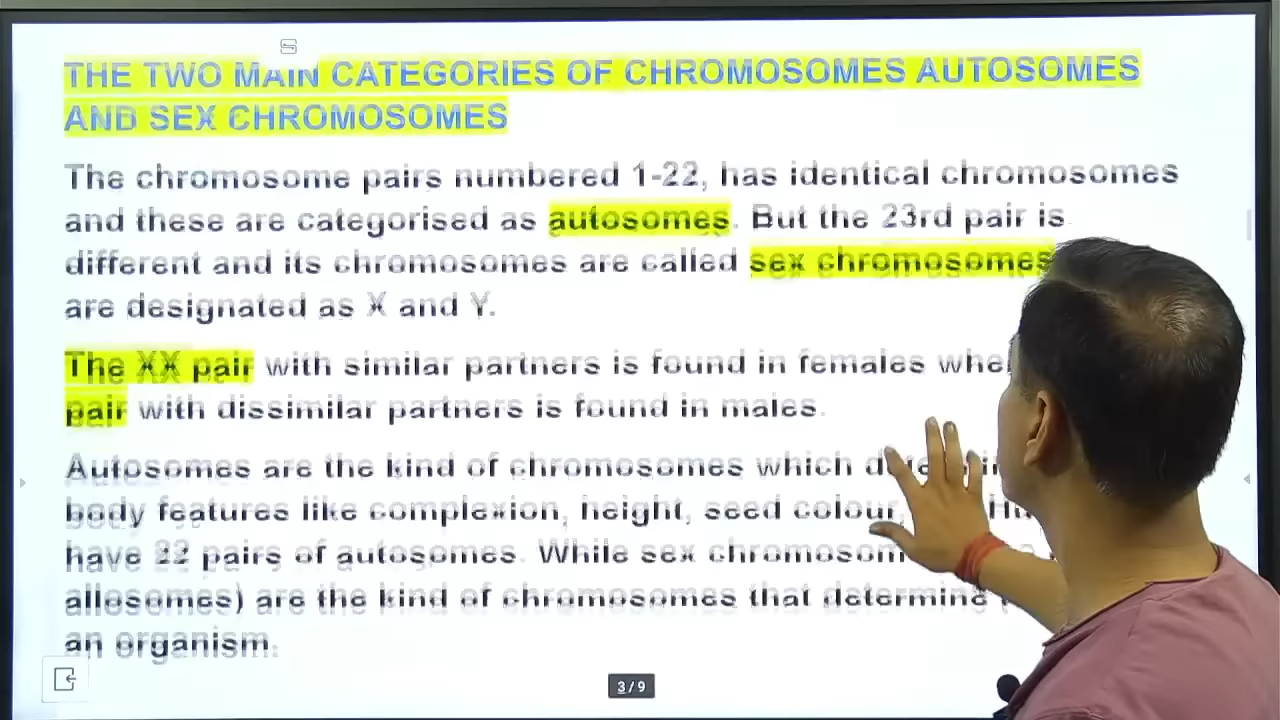 THE TWO MAIN CATEGORIES OF CHROMOSOMES AUTOSOMES
AND SEX CHROMOSOMES
The chromosome pairs numbered 1-22, has identical chromosomes
and these are categorised as autosomes. But the 23rd pair is
different and its chromosomes are called sex chromosomes
are designated as X and Y.
The XX pair with similar partners is found in females
pair with dissimilar partners is found in males.
Autosomes are the kind of chromosomes which
body features like complexion, height, seed colour,
have 22 pairs of autosomes. While sex
allosomes) are the kind of chromosomes that
an organism.
3/9